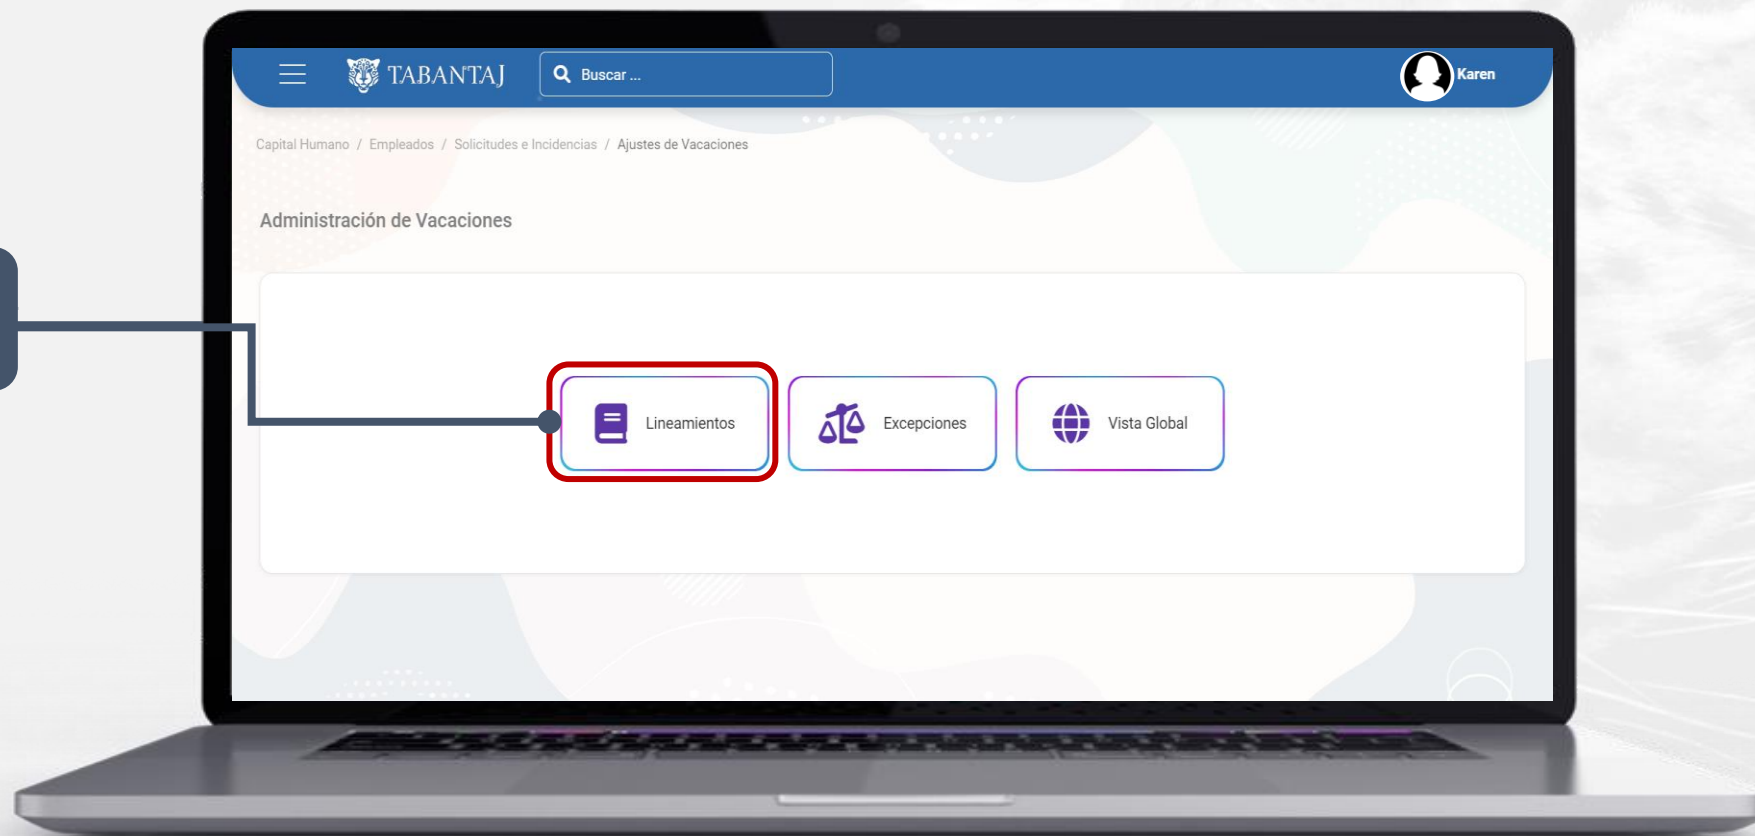 TABANTAJ
Buscar ...
Karen
Capital Humano / Empleados / Solicitudes e Incidencias / Ajustes de Vacaciones
Administración de Vacaciones
Lineamientos
Excepciones
Vista Global